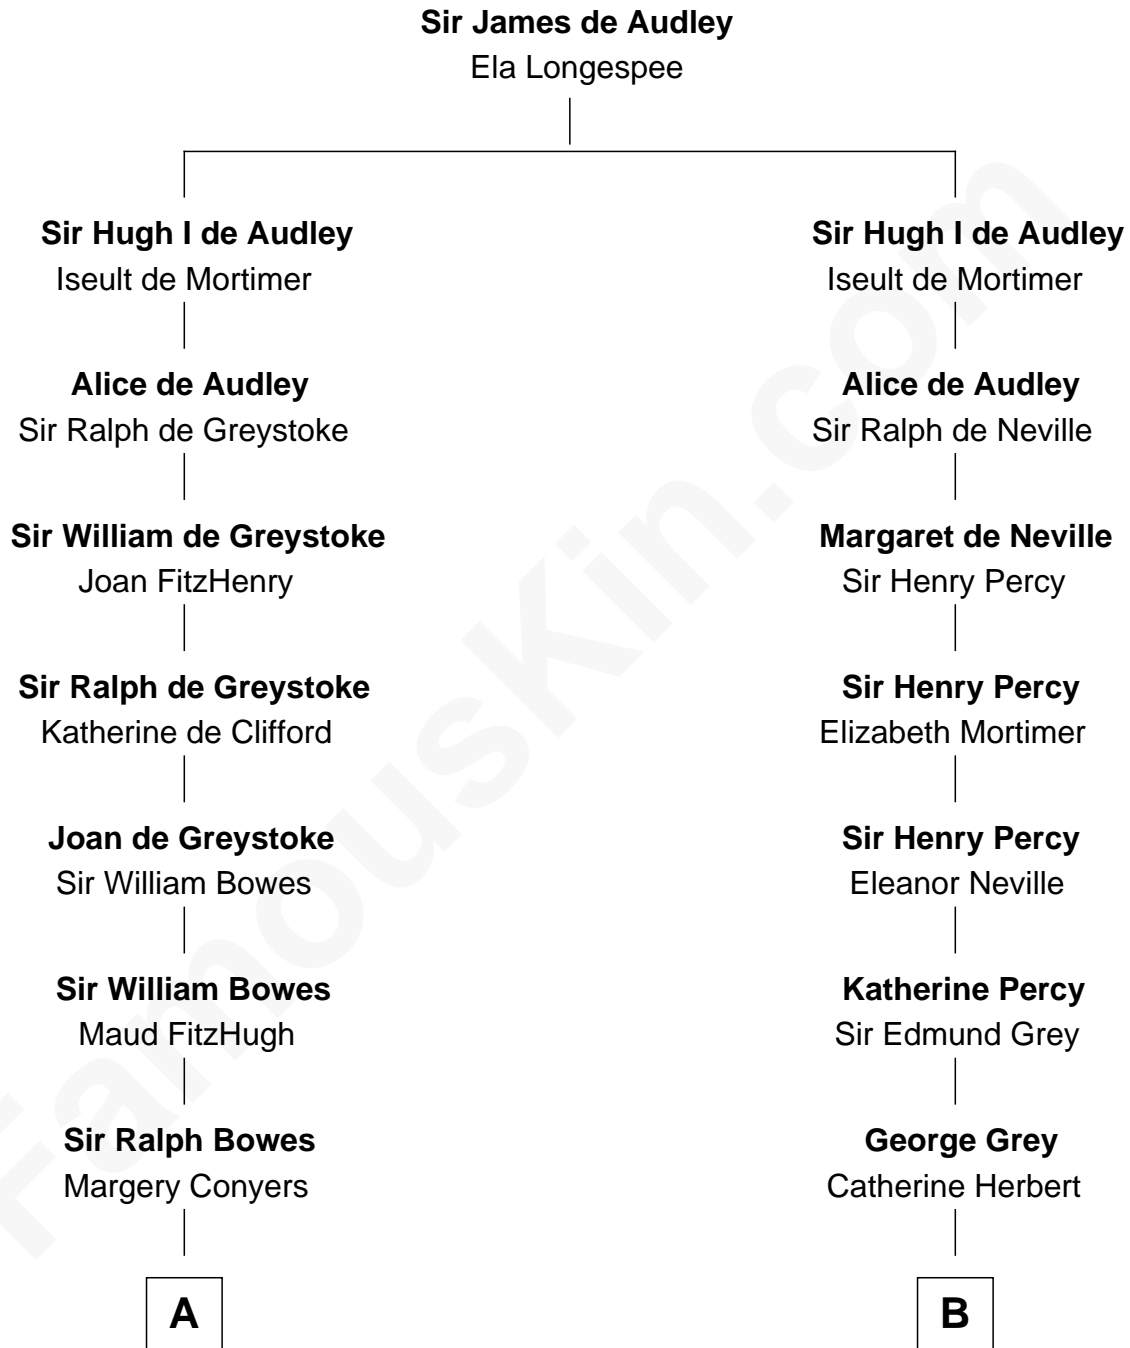 Sir James de Audley
Ela Longespee
Sir Hugh I de Audley
Iseult de Mortimer
Sir Hugh I de Audley
Iseult de Mortimer
Alice de Audley
Sir Ralph de Greystoke
Alice de Audley
Sir Ralph de Neville
Sir William de Greystoke
Joan FitzHenry
Margaret de Neville
Sir Henry Percy
Sir Ralph de Greystoke
Katherine de Clifford
Sir Henry Percy
Elizabeth Mortimer
Joan de Greystoke
Sir William Bowes
Sir Henry Percy
Eleanor Neville
Sir William Bowes
Maud FitzHugh
Katherine Percy
Sir Edmund Grey
Sir Ralph Bowes
Margery Conyers
George Grey
Catherine Herbert
A
B
FamousKin.com